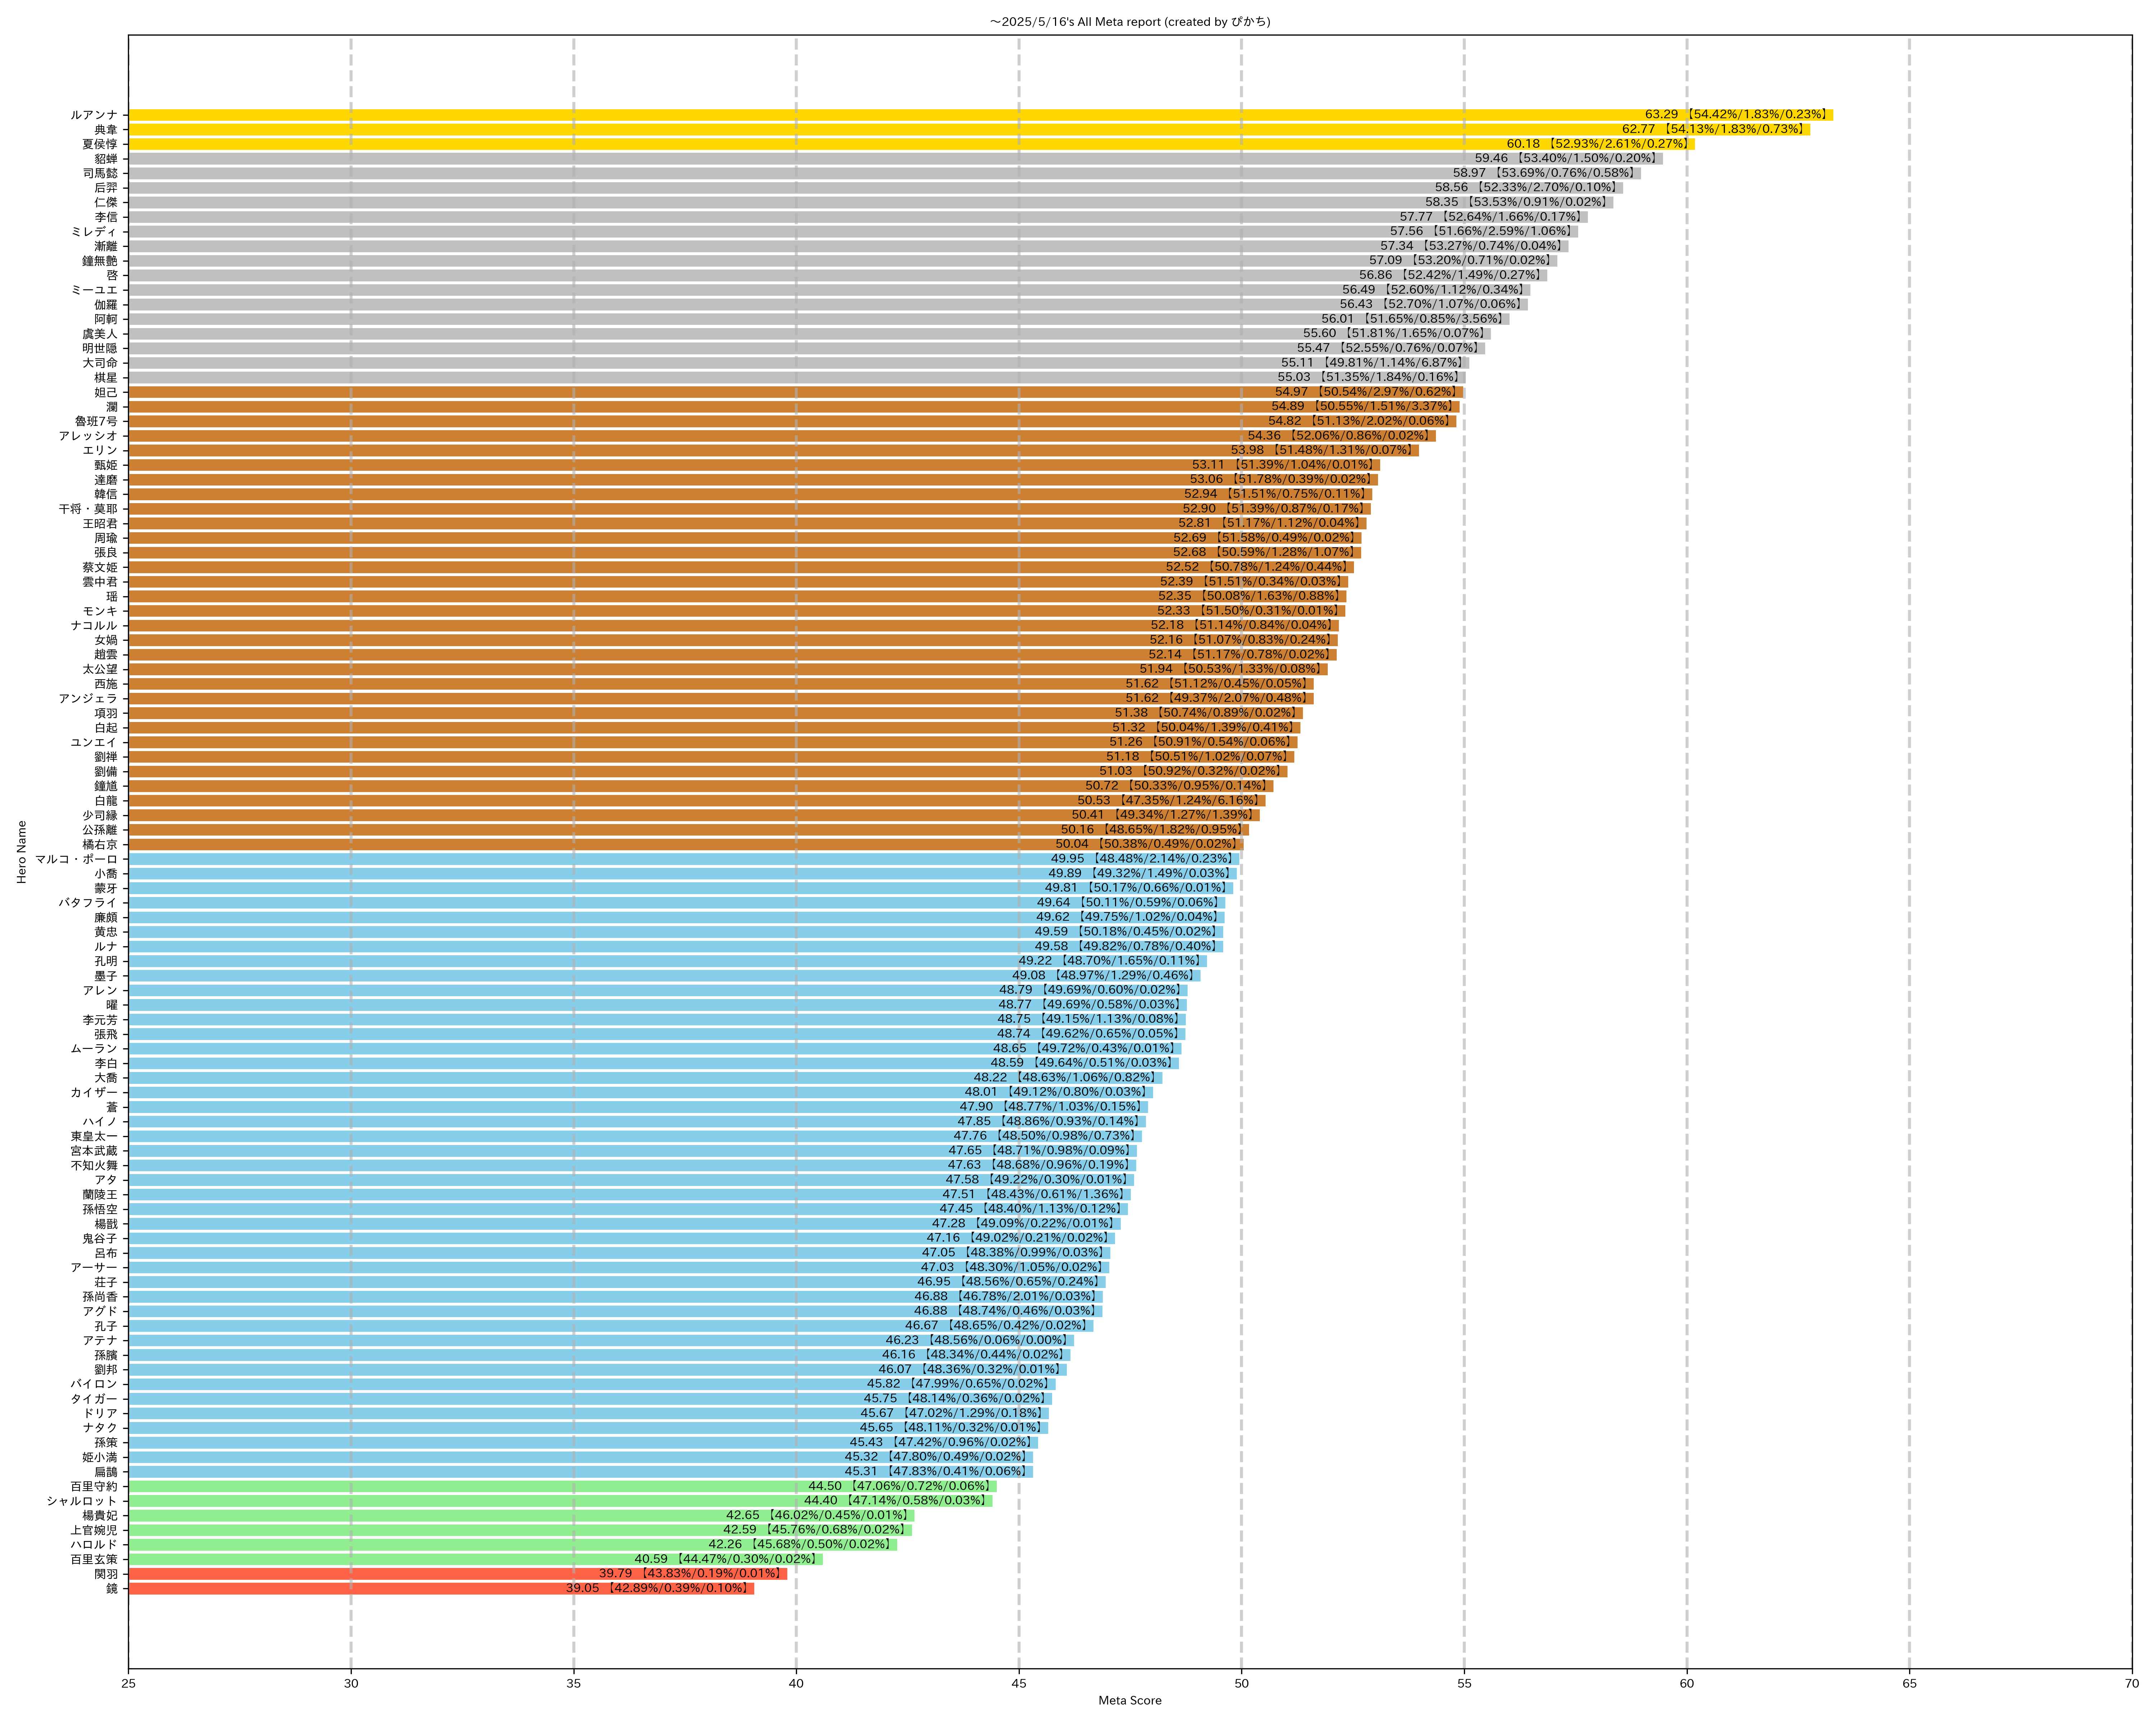 ～2025/5/16's All Meta report (created by ぴかち)
ルアンナ 63.29 【54.42%/1.83%/0.23%】
典韋 62.77 【54.13%/1.83%/0.73%】
夏侯惇 60.18 【52.93%/2.61%/0.27%】
貂蝉 59.46 【53.40%/1.50%/0.20%】
司馬懿 58.97 【53.69%/0.76%/0.58%】
后羿 58.56 【52.33%/2.70%/0.10%】
仁傑 58.35 【53.53%/0.91%/0.02%】
李信 57.77 【52.64%/1.66%/0.17%】
ミレディ 57.56 【51.66%/2.59%/1.06%】
漸離 57.34 【53.27%/0.74%/0.04%】
鐘無艶 57.09 【53.20%/0.71%/0.02%】
啓 56.86 【52.42%/1.49%/0.27%】
ミーユエ 56.49 【52.60%/1.12%/0.34%】
伽羅 56.43 【52.70%/1.07%/0.06%】
阿軻 56.01 【51.65%/0.85%/3.56%】
虞美人 55.60 【51.81%/1.65%/0.07%】
明世隠 55.47 【52.55%/0.76%/0.07%】
大司命 55.11 【49.81%/1.14%/6.87%】
棋星 55.03 【51.35%/1.84%/0.16%】
妲己 54.97 【50.54%/2.97%/0.62%】
瀾 54.89 【50.55%/1.51%/3.37%】
魯班7号 54.82 【51.13%/2.02%/0.06%】
アレッシオ 54.36 【52.06%/0.86%/0.02%】
エリン 53.98 【51.48%/1.31%/0.07%】
甄姫 53.11 【51.39%/1.04%/0.01%】
達磨 53.06 【51.78%/0.39%/0.02%】
韓信 52.94 【51.51%/0.75%/0.11%】
干将・莫耶 52.90 【51.39%/0.87%/0.17%】
王昭君 52.81 【51.17%/1.12%/0.04%】
周瑜 52.69 【51.58%/0.49%/0.02%】
張良 52.68 【50.59%/1.28%/1.07%】
蔡文姫 52.52 【50.78%/1.24%/0.44%】
雲中君 52.39 【51.51%/0.34%/0.03%】
瑶 52.35 【50.08%/1.63%/0.88%】
モンキ 52.33 【51.50%/0.31%/0.01%】
ナコルル 52.18 【51.14%/0.84%/0.04%】
女媧 52.16 【51.07%/0.83%/0.24%】
趙雲 52.14 【51.17%/0.78%/0.02%】
太公望 51.94 【50.53%/1.33%/0.08%】
西施 51.62 【51.12%/0.45%/0.05%】
アンジェラ 51.62 【49.37%/2.07%/0.48%】
項羽 51.38 【50.74%/0.89%/0.02%】
白起 51.32 【50.04%/1.39%/0.41%】
ユンエイ 51.26 【50.91%/0.54%/0.06%】
劉禅 51.18 【50.51%/1.02%/0.07%】
劉備 51.03 【50.92%/0.32%/0.02%】
鐘馗 50.72 【50.33%/0.95%/0.14%】
白龍 50.53 【47.35%/1.24%/6.16%】
少司縁 50.41 【49.34%/1.27%/1.39%】
公孫離 50.16 【48.65%/1.82%/0.95%】
橘右京 50.04 【50.38%/0.49%/0.02%】
マルコ・ポーロ 49.95 【48.48%/2.14%/0.23%】
小喬 49.89 【49.32%/1.49%/0.03%】
蒙牙 49.81 【50.17%/0.66%/0.01%】
バタフライ 49.64 【50.11%/0.59%/0.06%】
廉頗 49.62 【49.75%/1.02%/0.04%】
黄忠 49.59 【50.18%/0.45%/0.02%】
ルナ 49.58 【49.82%/0.78%/0.40%】
孔明 49.22 【48.70%/1.65%/0.11%】
墨子 49.08 【48.97%/1.29%/0.46%】
アレン 48.79 【49.69%/0.60%/0.02%】
曜 48.77 【49.69%/0.58%/0.03%】
李元芳 48.75 【49.15%/1.13%/0.08%】
張飛 48.74 【49.62%/0.65%/0.05%】
ムーラン 48.65 【49.72%/0.43%/0.01%】
李白 48.59 【49.64%/0.51%/0.03%】
大喬 48.22 【48.63%/1.06%/0.82%】
カイザー 48.01 【49.12%/0.80%/0.03%】
蒼 47.90 【48.77%/1.03%/0.15%】
ハイノ 47.85 【48.86%/0.93%/0.14%】
東皇太一 47.76 【48.50%/0.98%/0.73%】
宮本武蔵 47.65 【48.71%/0.98%/0.09%】
不知火舞 47.63 【48.68%/0.96%/0.19%】
アタ 47.58 【49.22%/0.30%/0.01%】
蘭陵王 47.51 【48.43%/0.61%/1.36%】
孫悟空 47.45 【48.40%/1.13%/0.12%】
楊戩 47.28 【49.09%/0.22%/0.01%】
鬼谷子 47.16 【49.02%/0.21%/0.02%】
呂布 47.05 【48.38%/0.99%/0.03%】
アーサー 47.03 【48.30%/1.05%/0.02%】
荘子 46.95 【48.56%/0.65%/0.24%】
孫尚香 46.88 【46.78%/2.01%/0.03%】
アグド 46.88 【48.74%/0.46%/0.03%】
孔子 46.67 【48.65%/0.42%/0.02%】
アテナ 46.23 【48.56%/0.06%/0.00%】
孫臏 46.16 【48.34%/0.44%/0.02%】
劉邦 46.07 【48.36%/0.32%/0.01%】
バイロン 45.82 【47.99%/0.65%/0.02%】
タイガー 45.75 【48.14%/0.36%/0.02%】
ドリア 45.67 【47.02%/1.29%/0.18%】
ナタク 45.65 【48.11%/0.32%/0.01%】
孫策 45.43 【47.42%/0.96%/0.02%】
姫小満 45.32 【47.80%/0.49%/0.02%】
扁鵲 45.31 【47.83%/0.41%/0.06%】
百里守約 44.50 【47.06%/0.72%/0.06%】
シャルロット 44.40 【47.14%/0.58%/0.03%】
楊貴妃 42.65 【46.02%/0.45%/0.01%】
上官婉児 42.59 【45.76%/0.68%/0.02%】
ハロルド 42.26 【45.68%/0.50%/0.02%】
百里玄策 40.59 【44.47%/0.30%/0.02%】
関羽 39.79 【43.83%/0.19%/0.01%】
鏡 39.05 【42.89%/0.39%/0.10%】
Hero Name
25 30 35 40 45 50 55 60 65 70
Meta Score